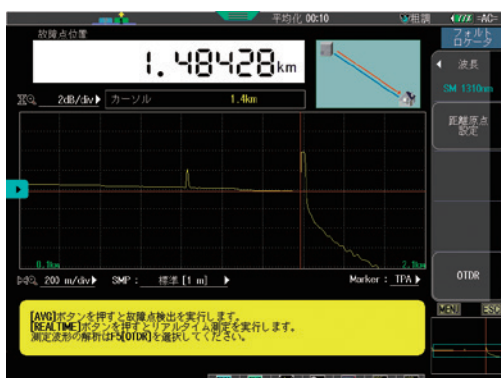 平均化 00:10
粗調
=AC=
故障点位置
1.48428km
フォルト
ロケータ
波長
SM 1310nm
2dB/div
カーソル
1.4km
距離原点
設定
0.1km
2.1km
200 m/div
SMP : 標準 [1 m]
Marker : TPA
OTDR
[AVG]ボタンを押すと故障点検出を実行します。
[REALTIME]ボタンを押すとリアルタイム測定を実行します。
測定波形の解析はF5[OTDR]を選択してください。
MENU
ESC